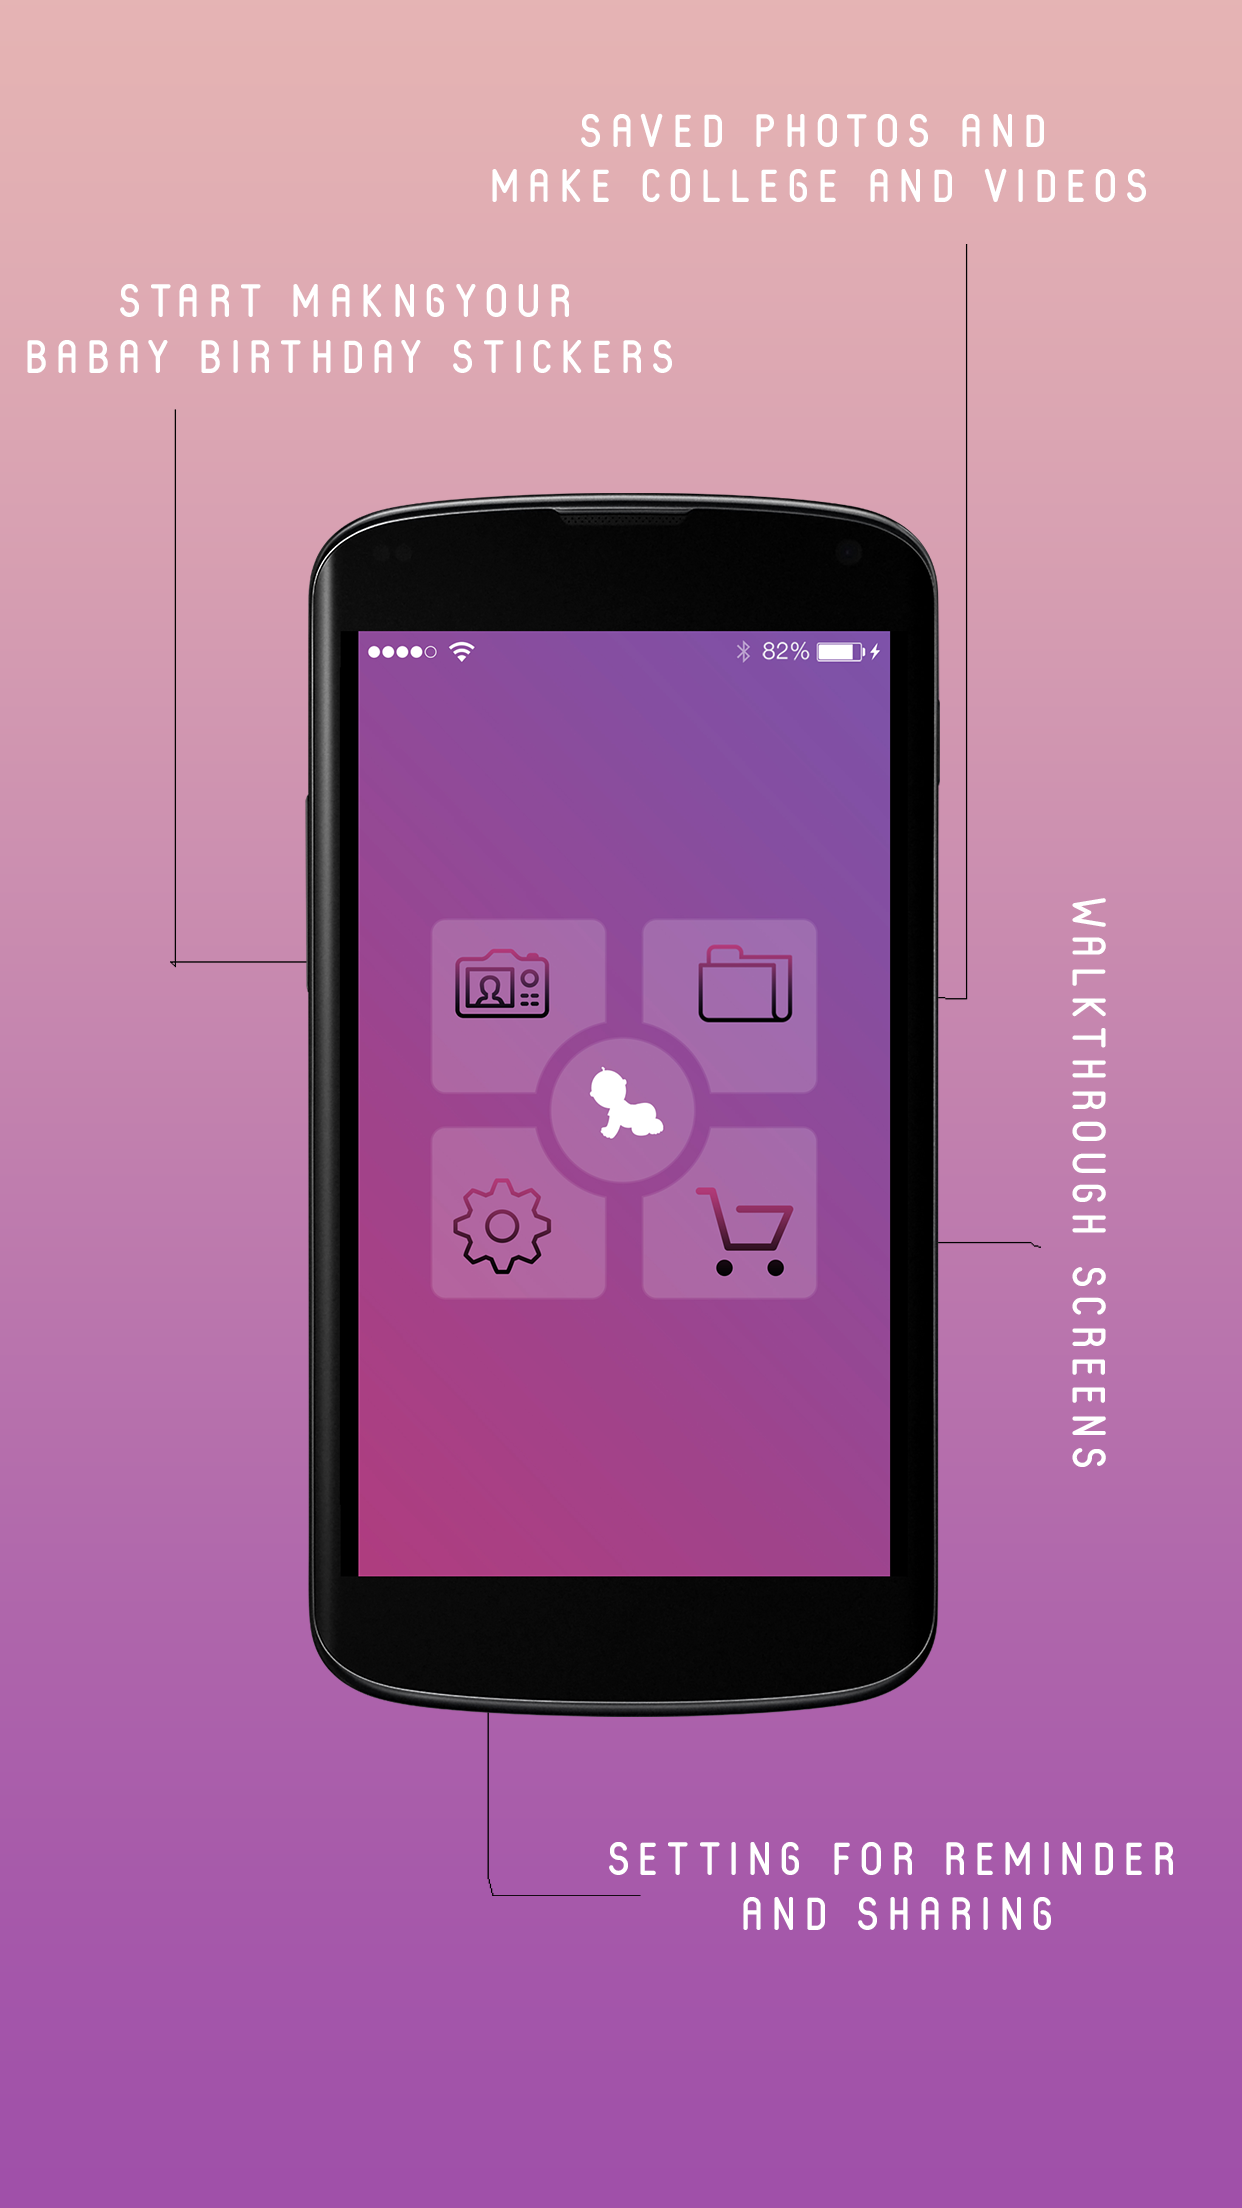 SAVED PHOTOS AND
MAKE COLLEGE AND VIDEOS
START MAKNGYOUR
BABAY BIRTHDAY STICKERS
82%
WALKTHROUGH SCREENS
SETTING FOR REMINDER
AND SHARING